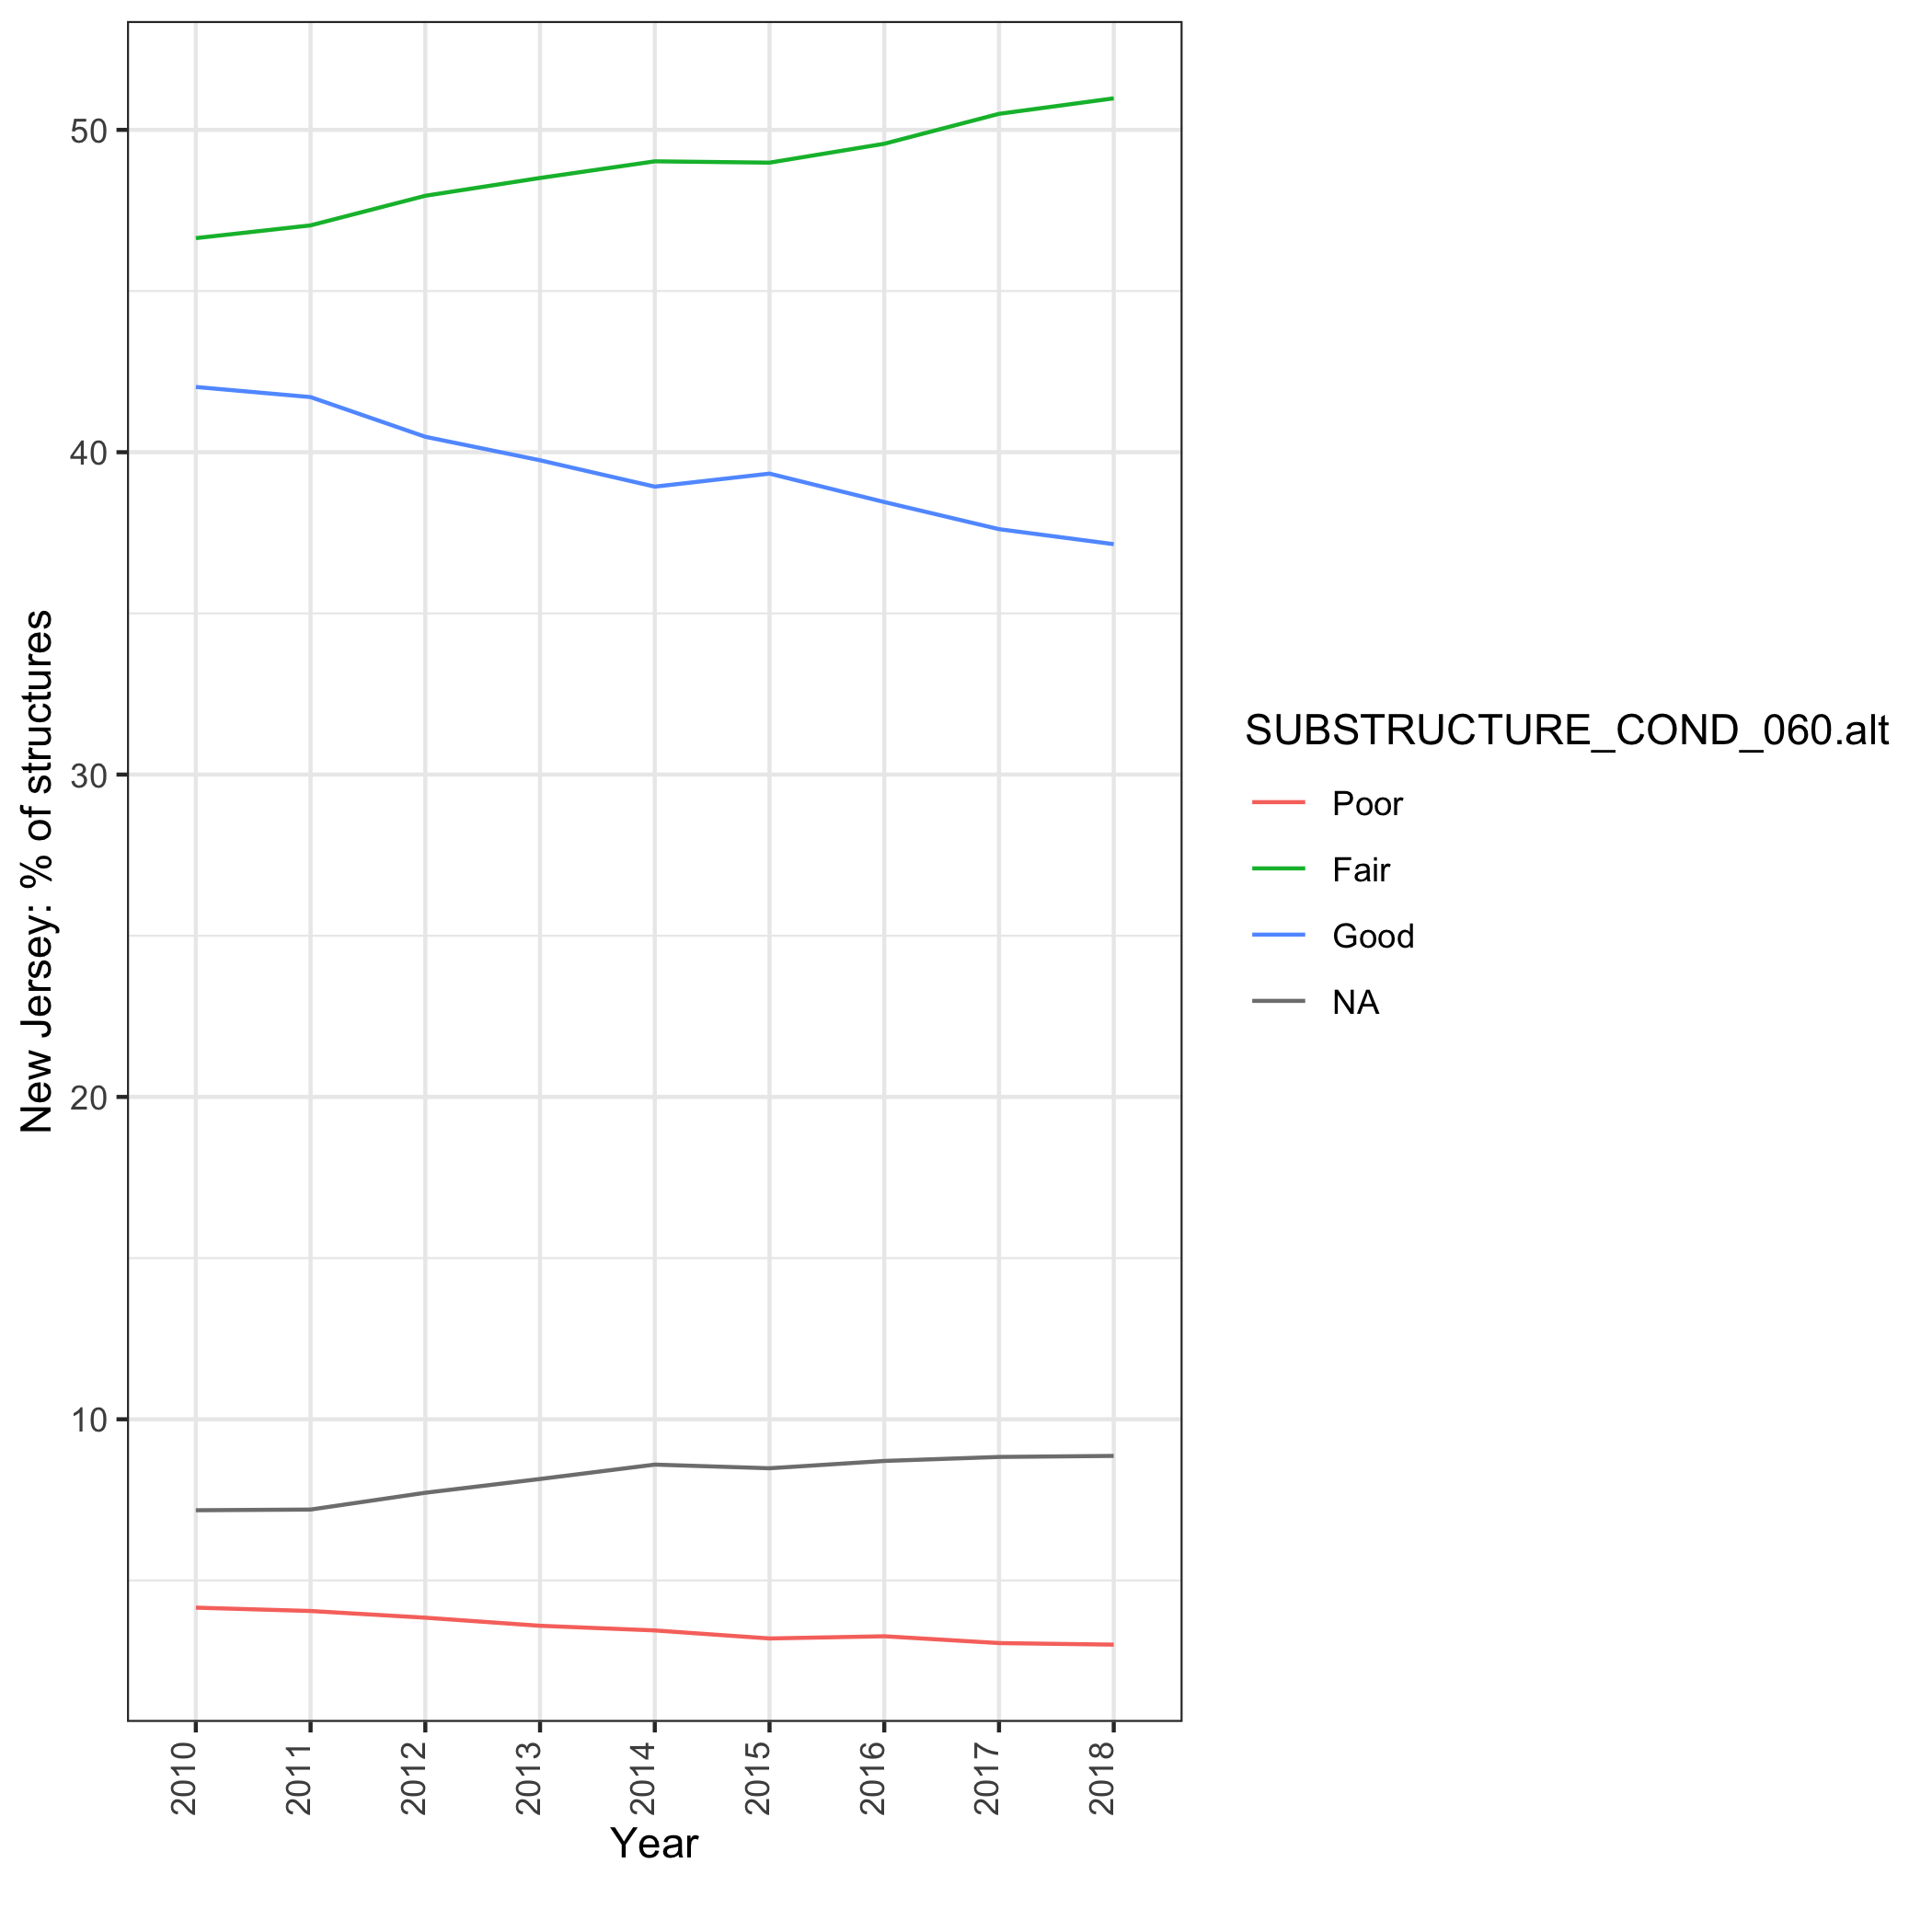 50
40
30
20
10
New Jersey: % of structures
2010
2011
2012
2013
2014
2015
2016
2017
2018
Year
SUBSTRUCTURE_COND_060.alt
Poor
Fair
Good
NA